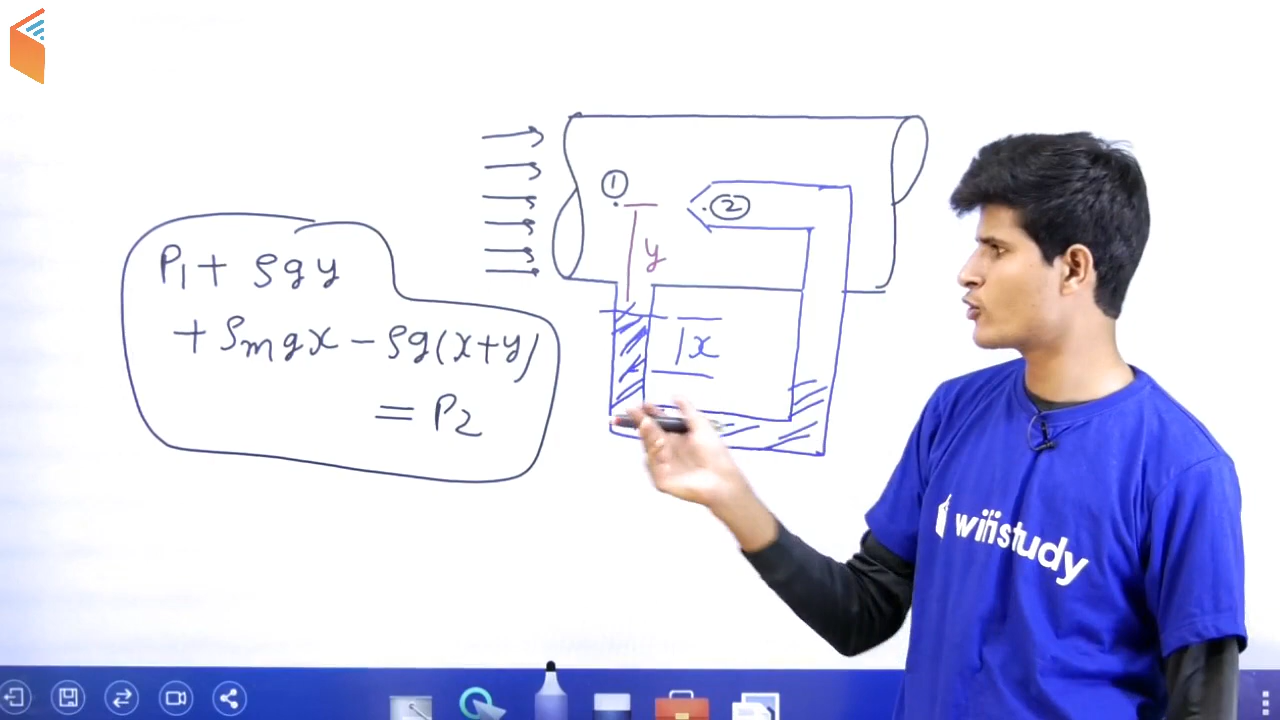 P₁ + ρgy
+ ρₘgx − ρg(x+y)
= P₂
①
②
y
x
wifistudy